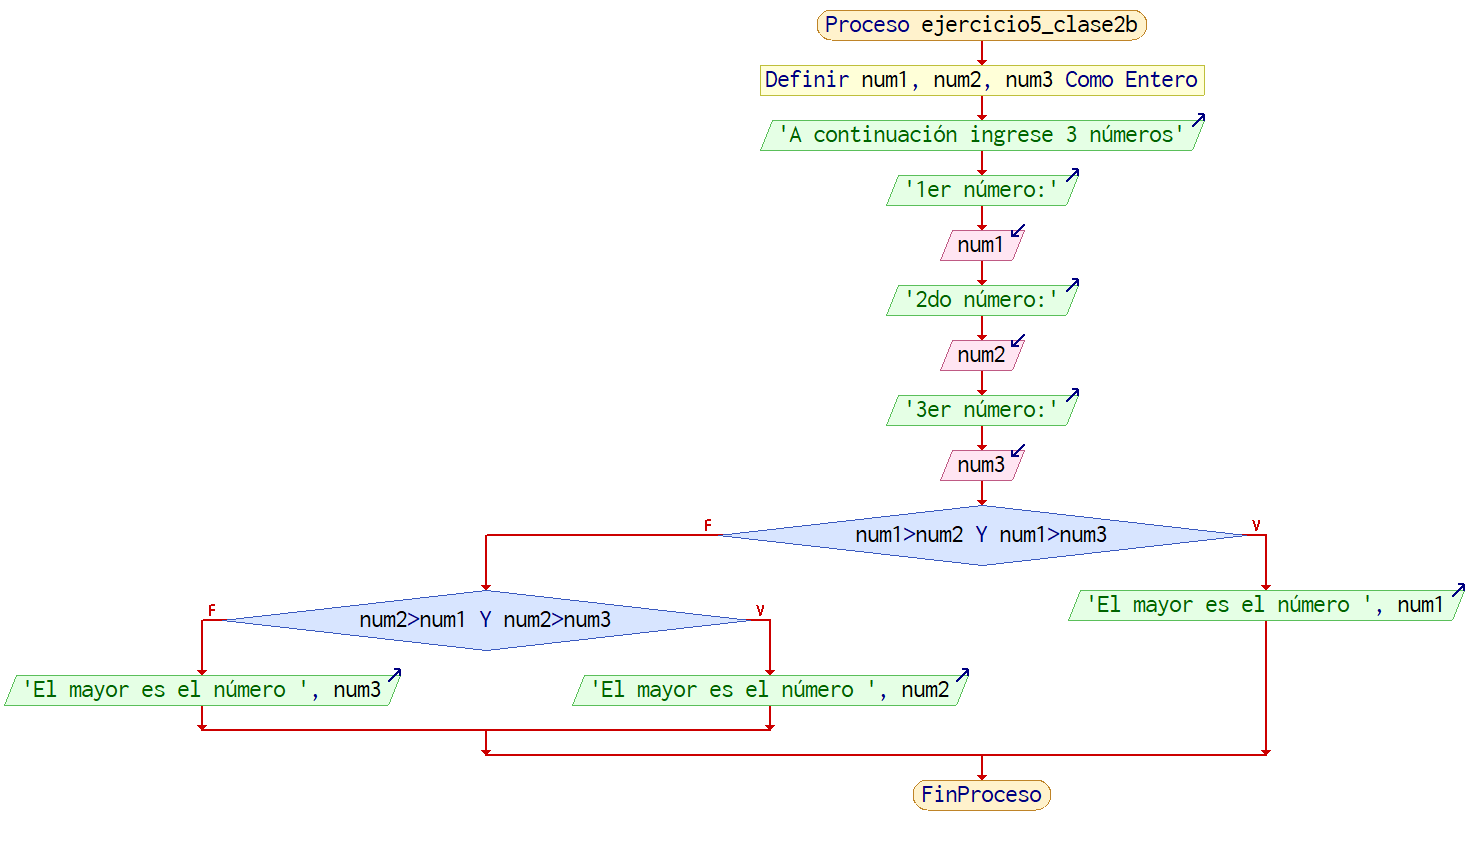 Proceso ejercicio5_clase2b
Definir num1, num2, num3 Como Entero
'A continuación ingrese 3 números'
'1er número:'
num1
'2do número:'
num2
'3er número:'
num3
F
V
num1>num2 Y num1>num3
'El mayor es el número ', num1
F
V
num2>num1 Y num2>num3
'El mayor es el número ', num3
'El mayor es el número ', num2
FinProceso